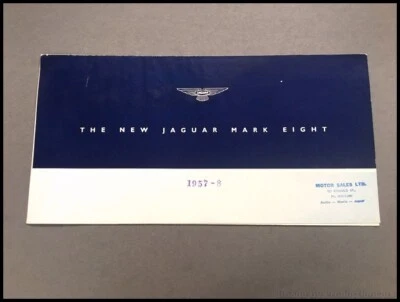 THE NEW JAGUAR MARK EIGHT
1957-8
MOTOR SALES LTD.